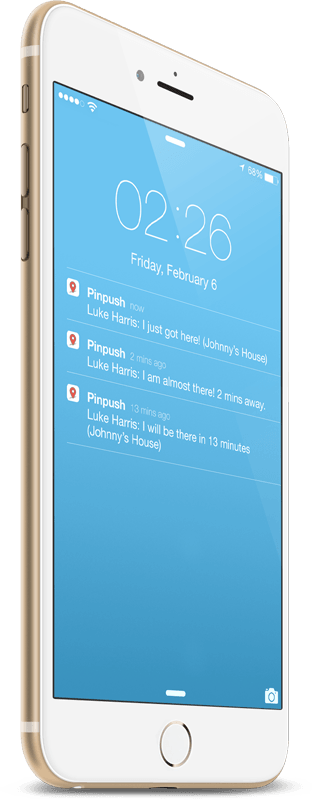 58%
02:26
Friday, February 6
Pinpush now
Luke Harris: I just got here! (Johnny's House)
Pinpush 2 mins ago
Luke Harris: I am almost there! 2 mins away.
Pinpush 13 mins ago
Luke Harris: I will be there in 13 minutes
(Johnny's House)